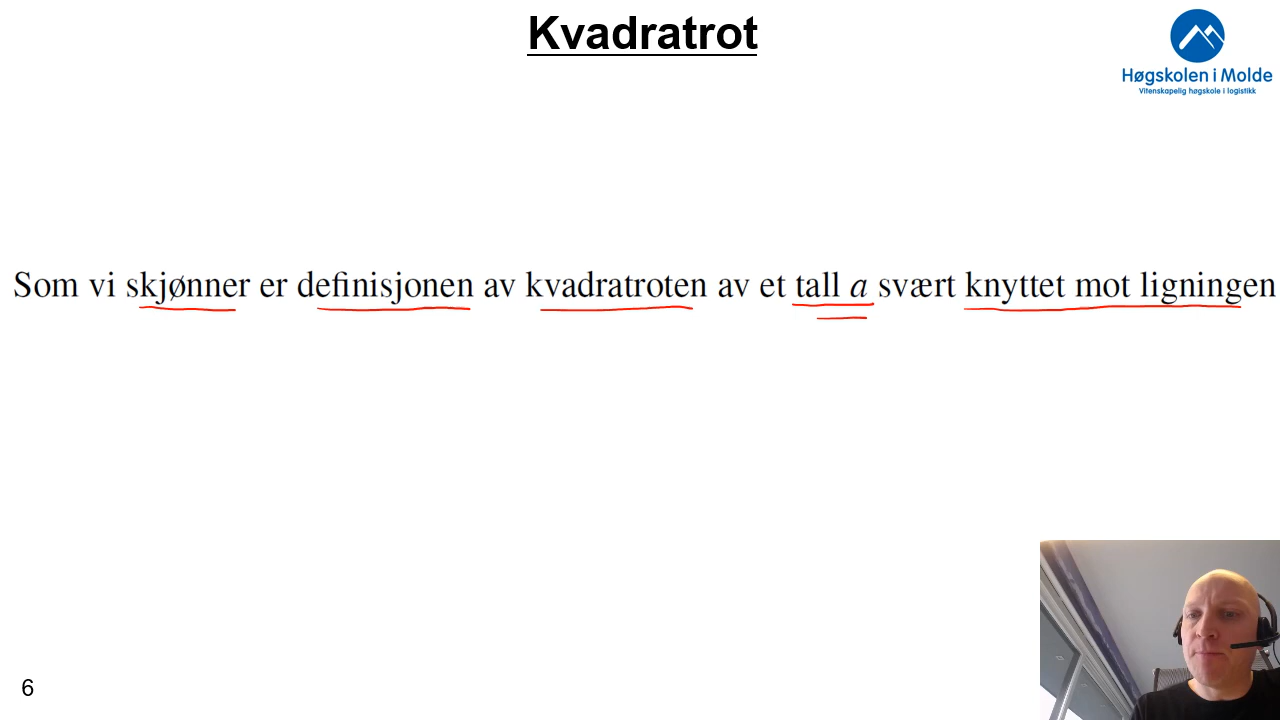 Kvadratrot
Høgskolen i Molde
Vitenskapelig høgskole i logistikk
Som vi skjønner er definisjonen av kvadratroten av et tall a svært knyttet mot ligningen
6